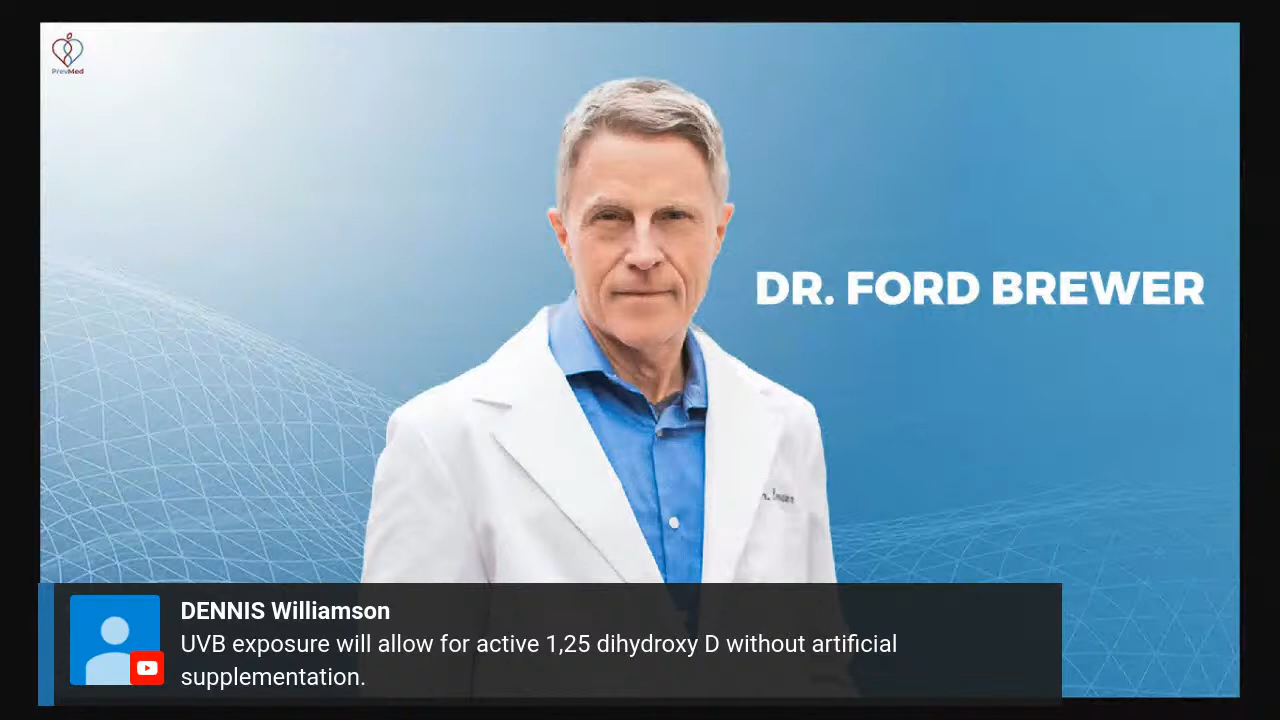 PrevMed
DR. FORD BREWER
DENNIS Williamson
UVB exposure will allow for active 1,25 dihydroxy D without artificial
supplementation.